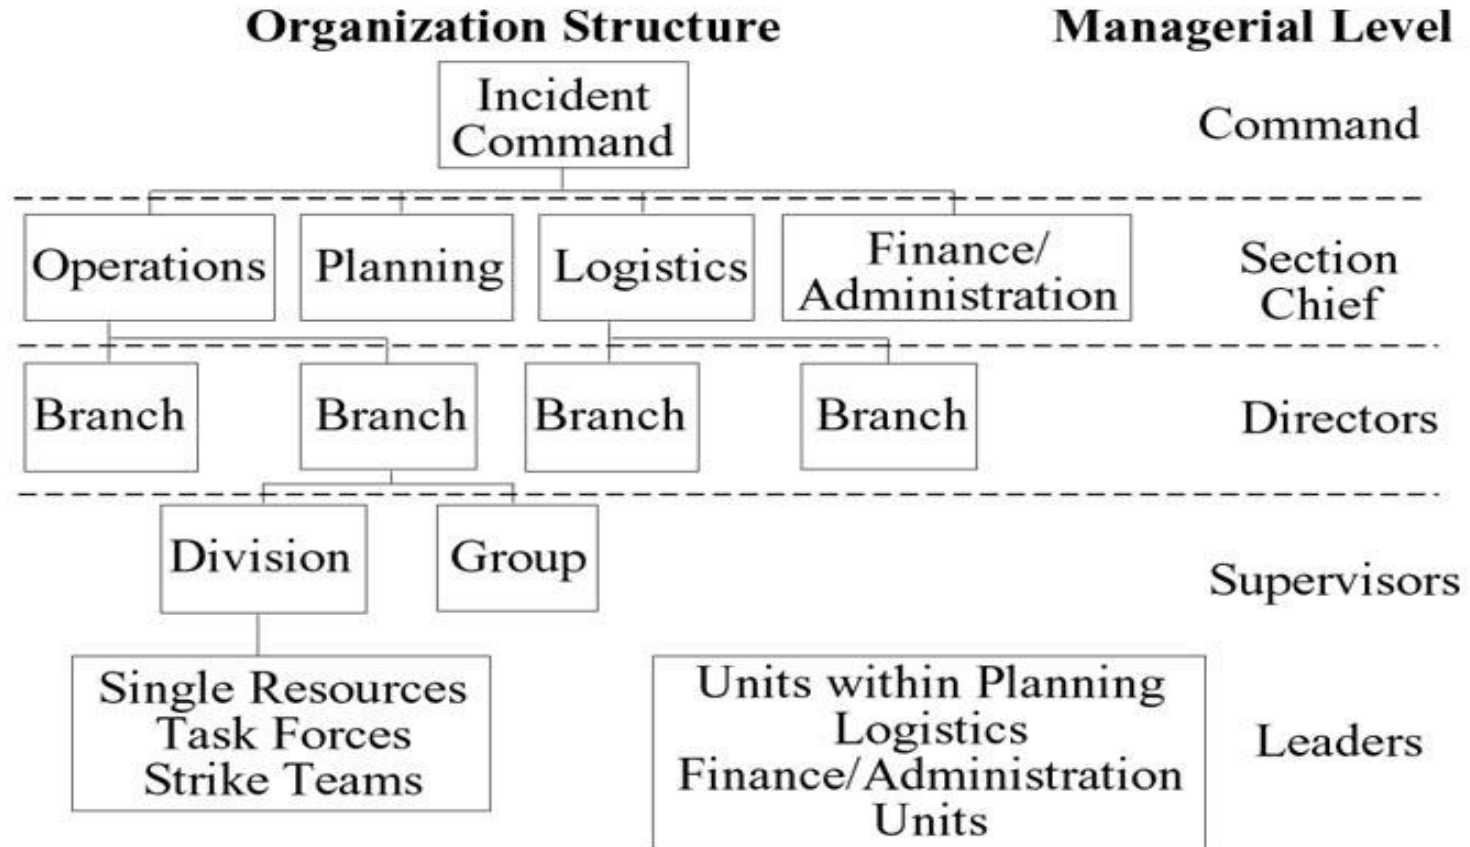 Organization Structure
Managerial Level
Incident
Command
Command
Operations
Planning
Logistics
Finance/
Administration
Section
Chief
Branch
Branch
Branch
Branch
Directors
Division
Group
Supervisors
Single Resources
Task Forces
Strike Teams
Units within Planning
Logistics
Finance/Administration
Units
Leaders